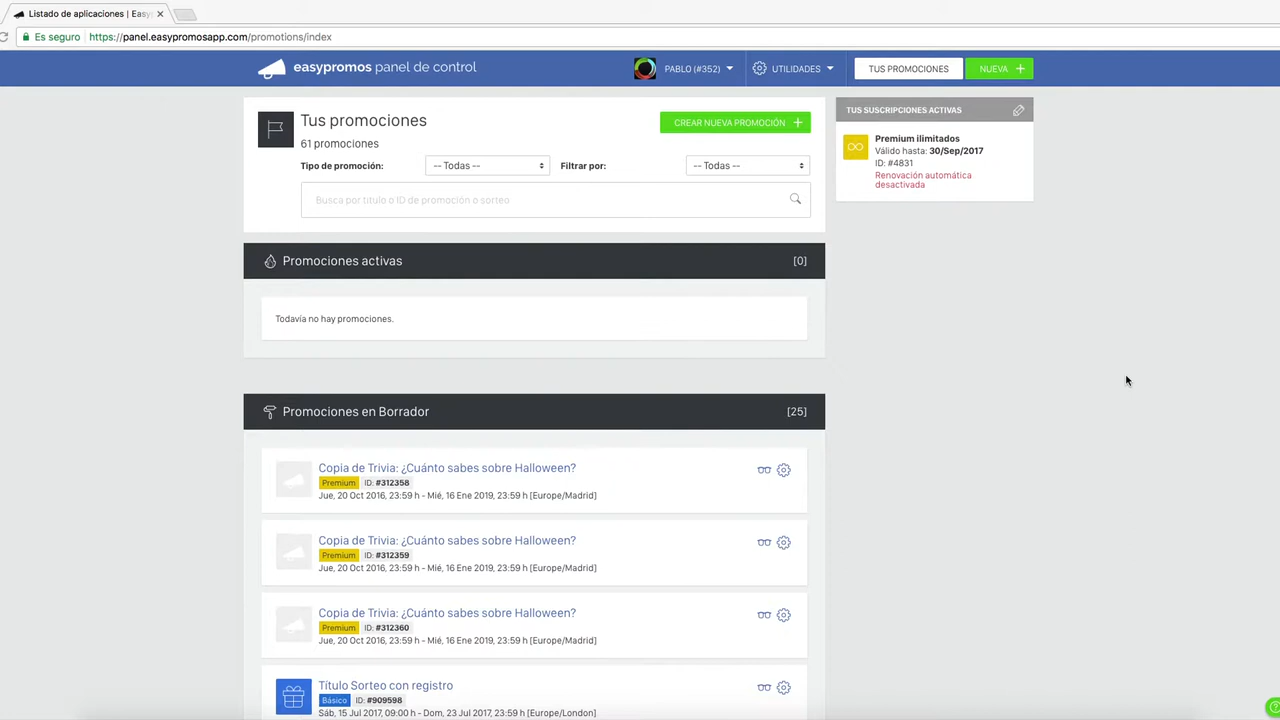 Listado de aplicaciones | Easy
Es seguro
https://panel.easypromosapp.com/promotions/index
easypromos panel de control
PABLO (#352)
UTILIDADES
TUS PROMOCIONES
NUEVA +
Tus promociones
61 promociones
CREAR NUEVA PROMOCIÓN +
Tipo de promoción:
-- Todas --
Filtrar por:
-- Todas --
Busca por título o ID de promoción o sorteo
TUS SUSCRIPCIONES ACTIVAS
Premium ilimitados
Válido hasta: 30/Sep/2017
ID: #4831
Renovación automática
desactivada
Promociones activas
[0]
Todavía no hay promociones.
Promociones en Borrador
[25]
Copia de Trivia: ¿Cuánto sabes sobre Halloween?
Premium ID: #312358
Jue, 20 Oct 2016, 23:59 h - Mié, 16 Ene 2019, 23:59 h [Europe/Madrid]
Copia de Trivia: ¿Cuánto sabes sobre Halloween?
Premium ID: #312359
Jue, 20 Oct 2016, 23:59 h - Mié, 16 Ene 2019, 23:59 h [Europe/Madrid]
Copia de Trivia: ¿Cuánto sabes sobre Halloween?
Premium ID: #312360
Jue, 20 Oct 2016, 23:59 h - Mié, 16 Ene 2019, 23:59 h [Europe/Madrid]
Título Sorteo con registro
Básico ID: #909598
Sáb, 15 Jul 2017, 09:00 h - Dom, 23 Jul 2017, 23:59 h [Europe/London]